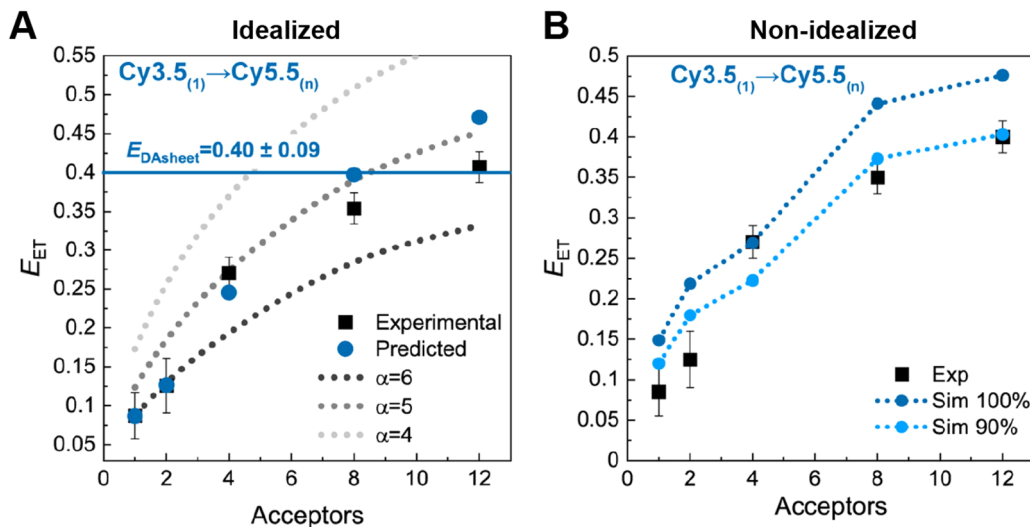 A
Idealized
Cy3.5(1)→Cy5.5(n)
EDAsheet=0.40 ± 0.09
0.55
0.5
0.45
0.4
0.35
0.3
0.25
0.2
0.15
0.1
0.05
EET
Experimental
Predicted
α=6
α=5
α=4
0 2 4 6 8 10 12
Acceptors
B
Non-idealized
Cy3.5(1)→Cy5.5(n)
0.5
0.45
0.4
0.35
0.3
0.25
0.2
0.15
0.1
0.05
0
EET
Exp
Sim 100%
Sim 90%
0 2 4 6 8 10 12
Acceptors